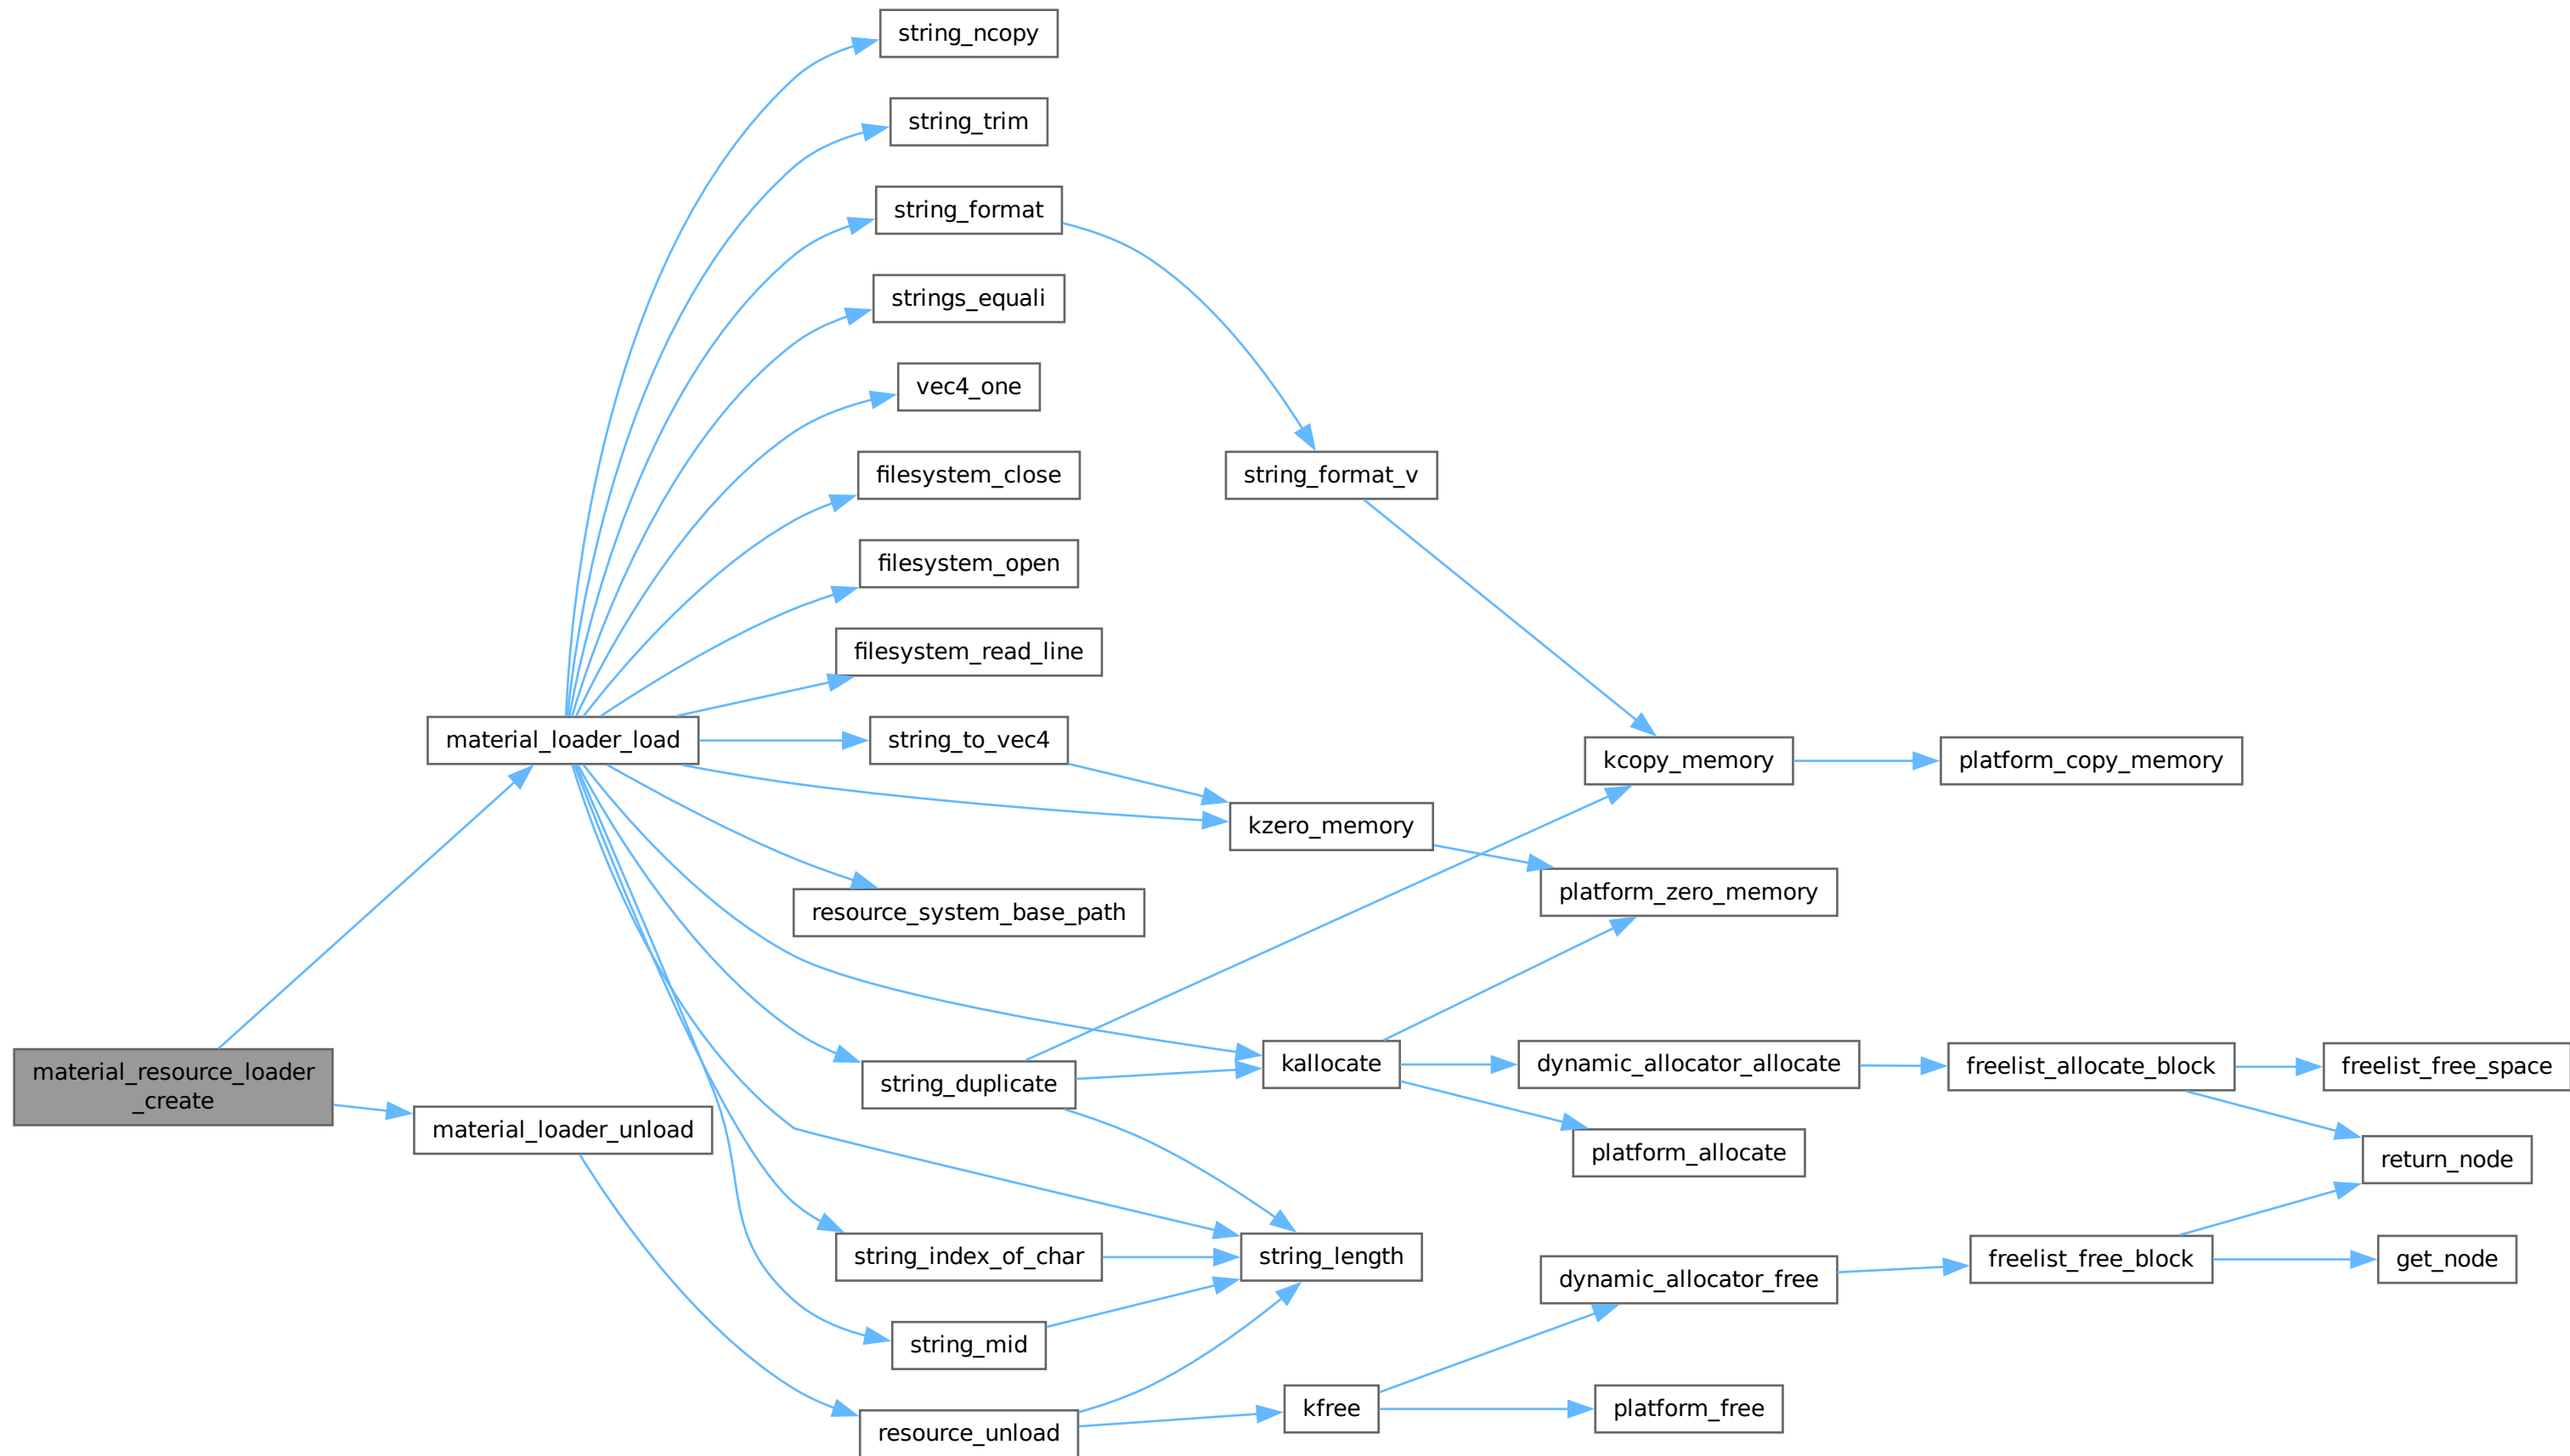 string_ncopy
string_trim
string_format
strings_equali
vec4_one
filesystem_close
string_format_v
filesystem_open
filesystem_read_line
material_loader_load
string_to_vec4
kcopy_memory
platform_copy_memory
kzero_memory
platform_zero_memory
resource_system_base_path
material_resource_loader
_create
string_duplicate
kallocate
dynamic_allocator_allocate
freelist_allocate_block
freelist_free_space
material_loader_unload
platform_allocate
return_node
string_index_of_char
string_length
dynamic_allocator_free
freelist_free_block
get_node
string_mid
kfree
platform_free
resource_unload